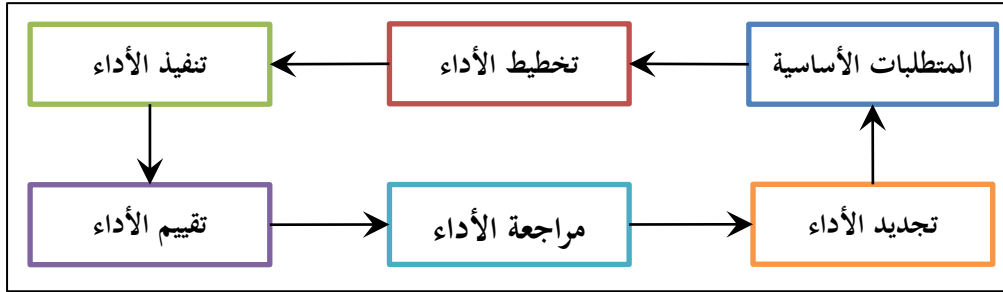 المتطلبات الأساسية
تخطيط الأداء
تنفيذ الأداء
تقييم الأداء
مراجعة الأداء
تجديد الأداء